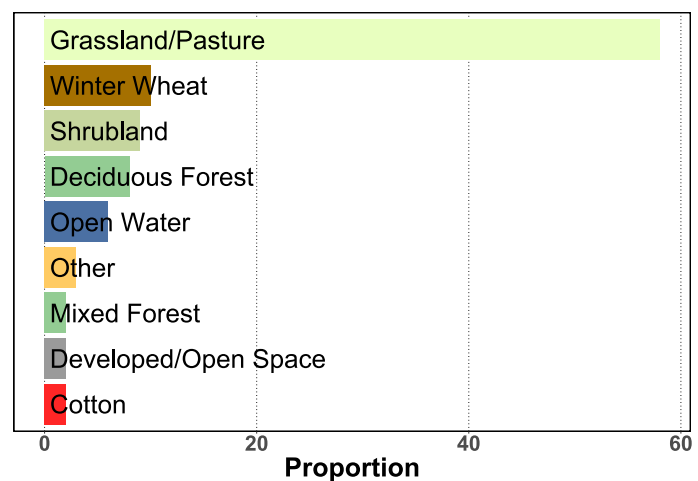 Grassland/Pasture
Winter Wheat
Shrubland
Deciduous Forest
Open Water
Other
Mixed Forest
Developed/Open Space
Cotton
0 20 40 60
Proportion